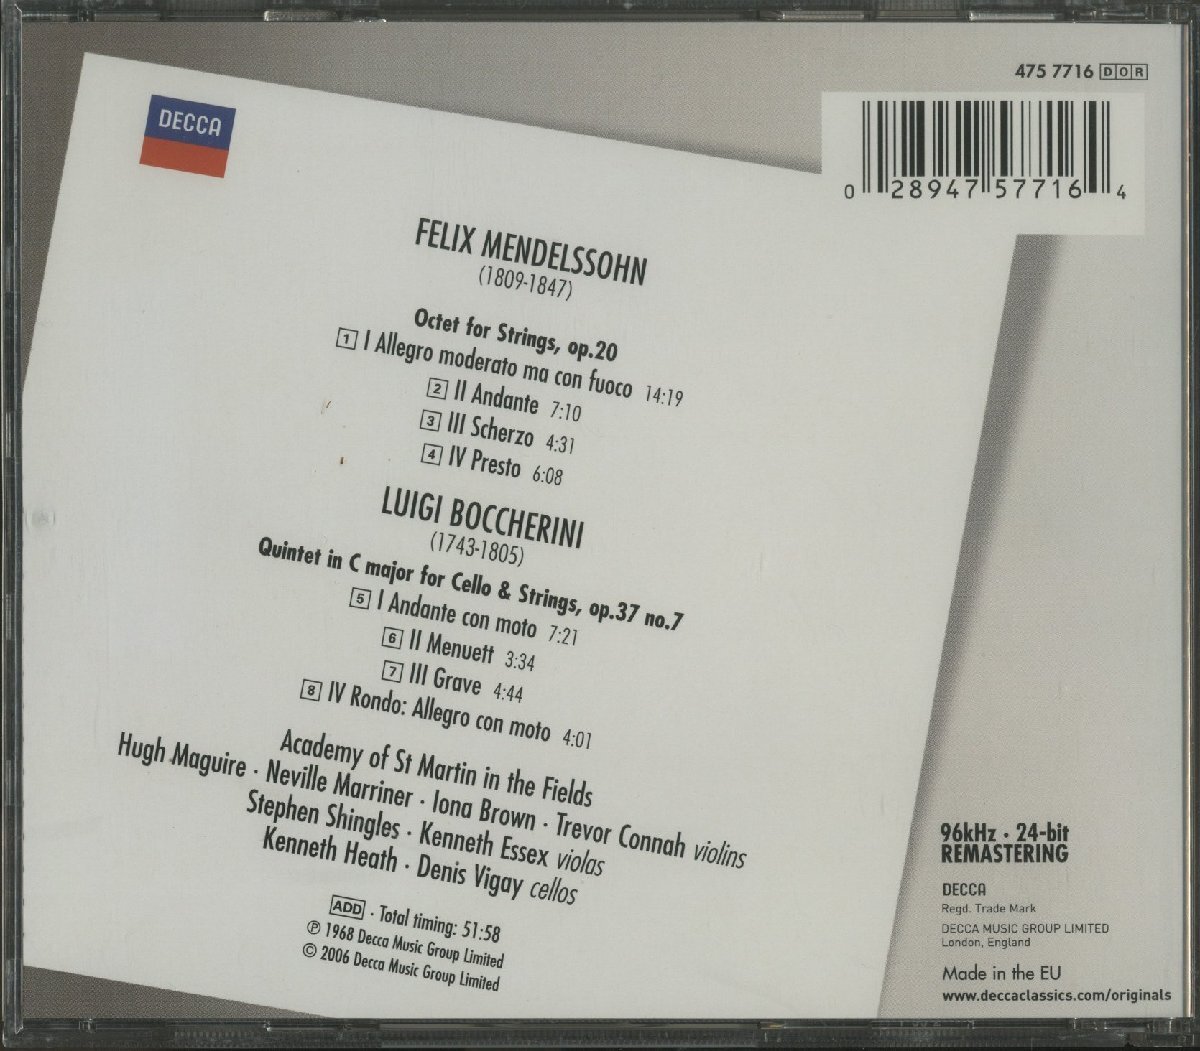 475 7716 DOR
0 28947 57716 4
DECCA
FELIX MENDELSSOHN
(1809-1847)
Octet for Strings, op.20
1 I Allegro moderato ma con fuoco 14:19
2 II Andante 7:10
3 III Scherzo 4:31
4 IV Presto 6:08
LUIGI BOCCHERINI
(1743-1805)
Quintet in C major for Cello & Strings, op.37 no.7
5 I Andante con moto 7:21
6 II Menuett 3:34
7 III Grave 4:44
8 IV Rondo: Allegro con moto 4:01
Academy of St Martin in the Fields
Hugh Maguire · Neville Marriner · Iona Brown · Trevor Connah violins
Stephen Shingles · Kenneth Essex violas
Kenneth Heath · Denis Vigay cellos
ADD · Total timing: 51:58
℗ 1968 Decca Music Group Limited
© 2006 Decca Music Group Limited
96kHz · 24-bit
REMASTERING
DECCA
Regd. Trade Mark
DECCA MUSIC GROUP LIMITED
London, England
Made in the EU
www.deccaclassics.com/originals